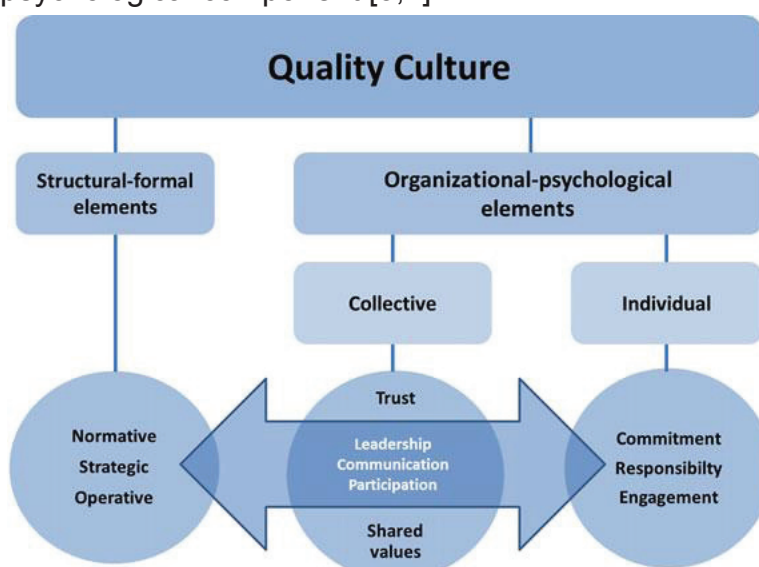 Quality Culture
Structural-formal
elements
Organizational-psychological
elements
Collective
Individual
Normative
Strategic
Operative
Trust
Leadership
Communication
Participation
Shared
values
Commitment
Responsibilty
Engagement